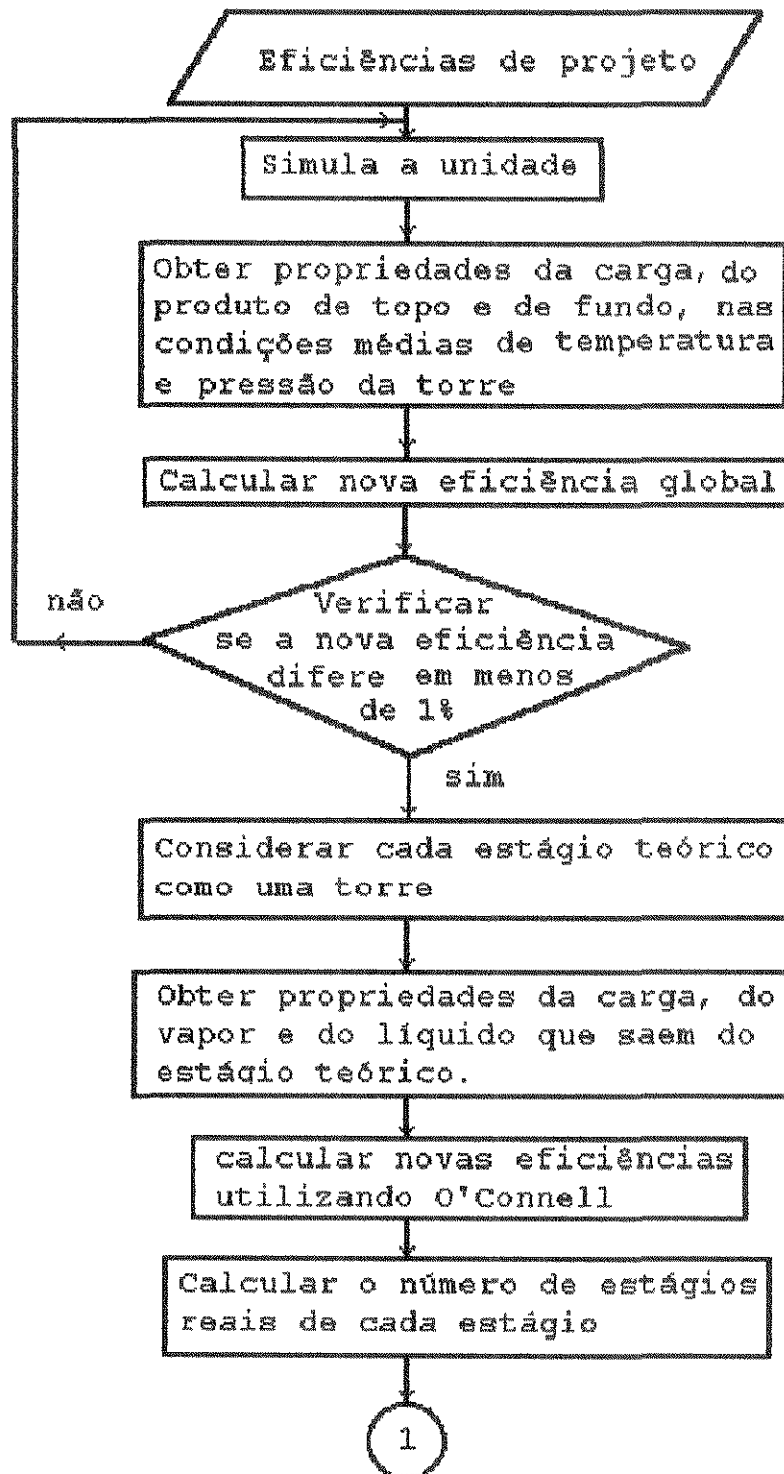 Eficiências de projeto
Simula a unidade
Obter propriedades da carga, do
produto de topo e de fundo, nas
condições médias de temperatura
e pressão da torre
Calcular nova eficiência global
não
Verificar
se a nova eficiência
difere em menos
de 1%
sim
Considerar cada estágio teórico
como uma torre
Obter propriedades da carga, do
vapor e do líquido que saem do
estágio teórico.
calcular novas eficiências
utilizando O'Connell
Calcular o número de estágios
reais de cada estágio
1